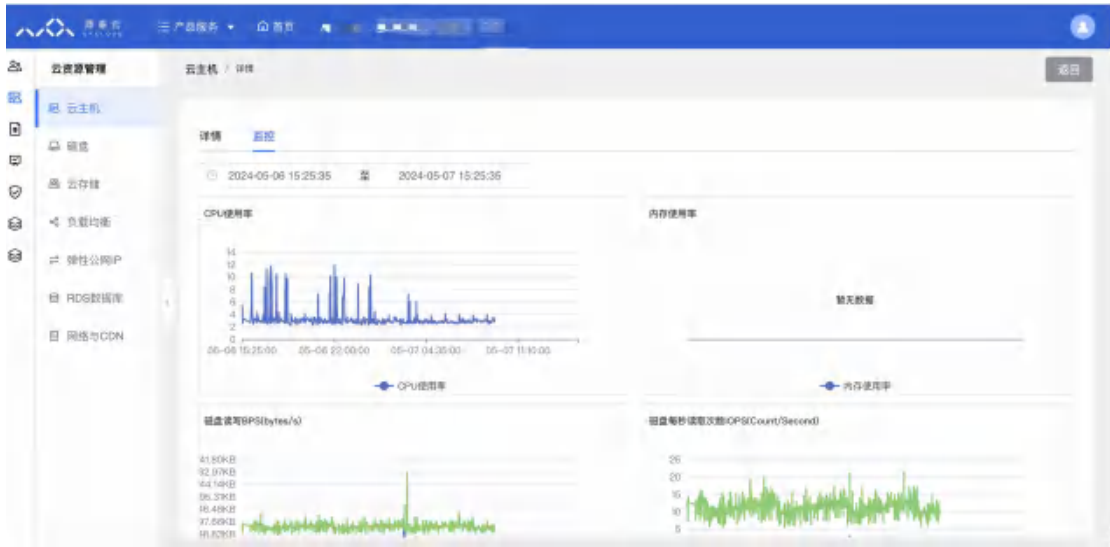 产品服务 首页
云资源管理
云主机 / 详情
返回
云主机
磁盘
云存储
负载均衡
弹性公网IP
RDS数据库
网络与CDN
详情 监控
2024-05-06 15:25:35 至 2024-05-07 15:25:35
CPU使用率
14
12
10
8
6
4
2
0
05-06 15:25:00 05-06 22:00:00 05-07 04:35:00 05-07 11:10:00
CPU使用率
内存使用率
暂无数据
内存使用率
磁盘读写BPS(bytes/s)
磁盘每秒读取次数IOPS(Count/Second)
25
20
15
10
5